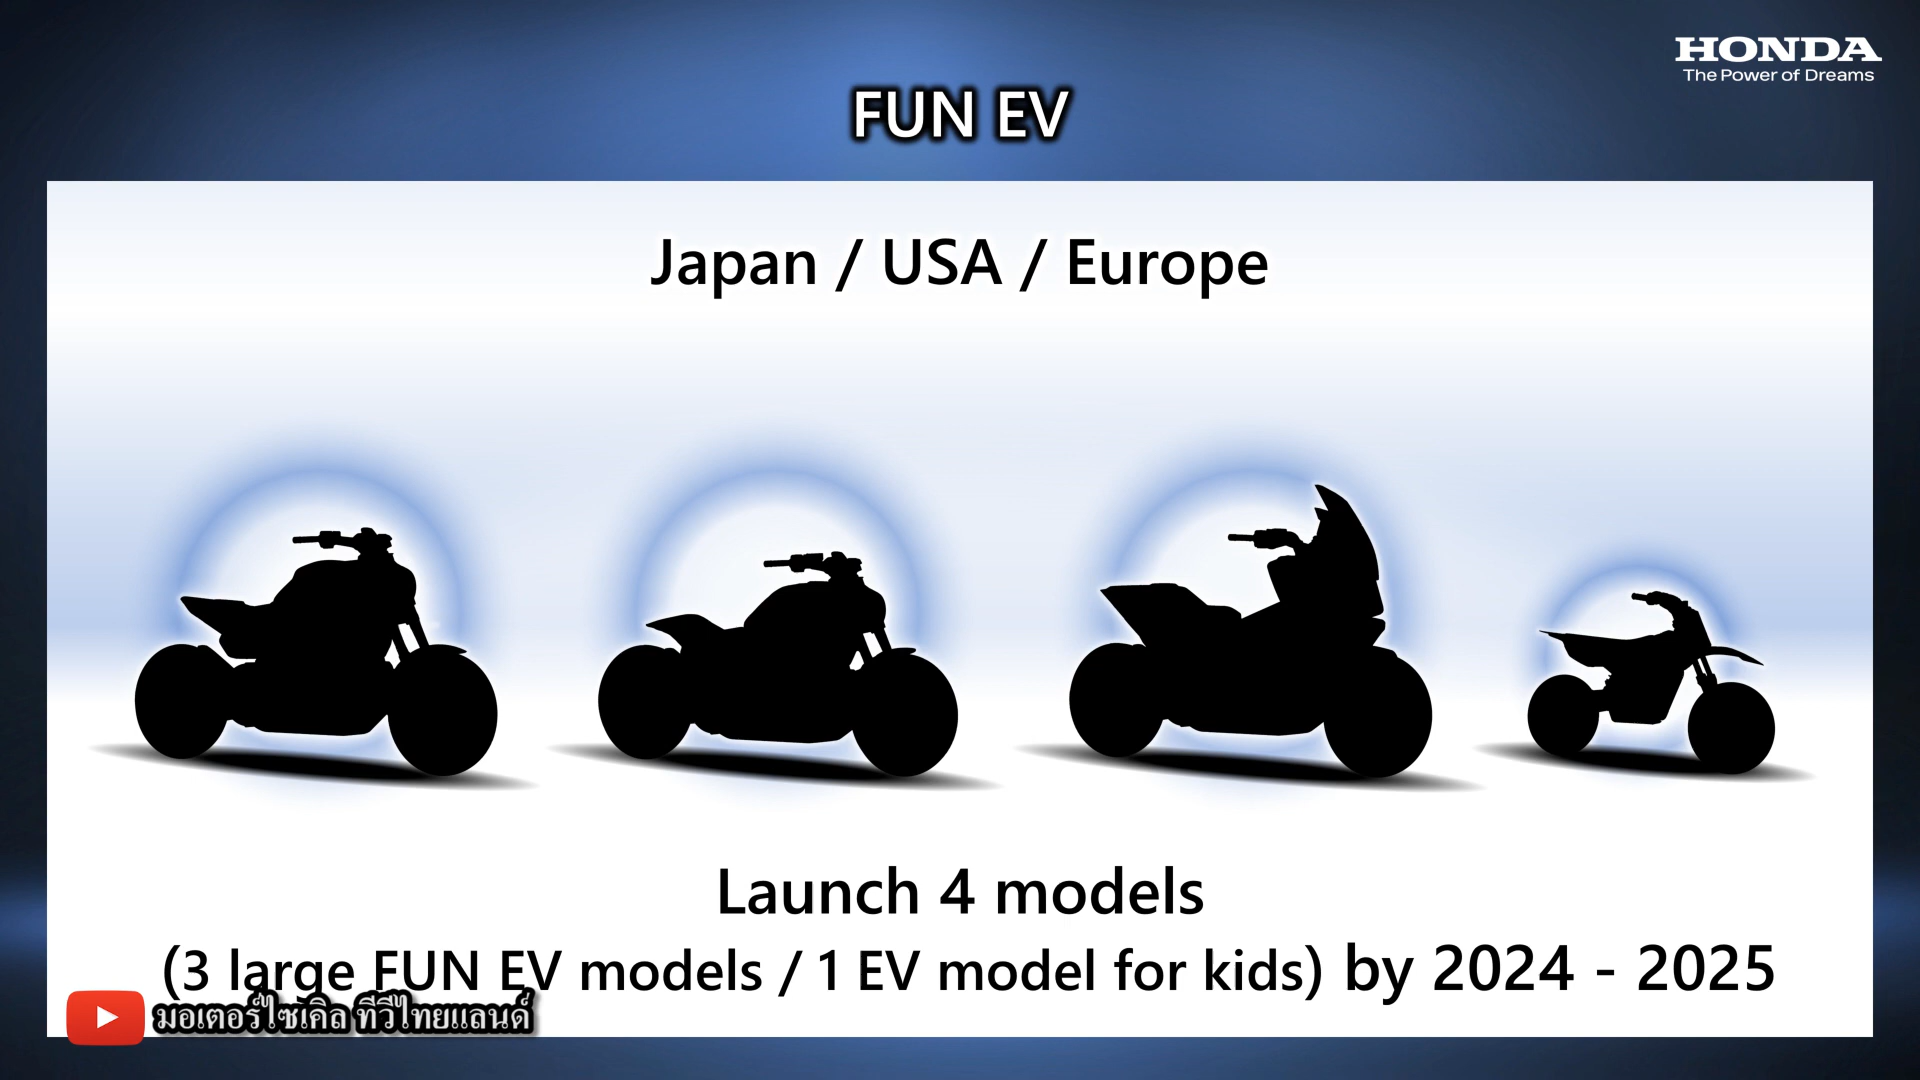 HONDA
The Power of Dreams
FUN EV
Japan / USA / Europe
Launch 4 models
(3 large FUN EV models / 1 EV model for kids) by 2024 - 2025
มอเตอร์ไซเคิล ทีวีไทยแลนด์